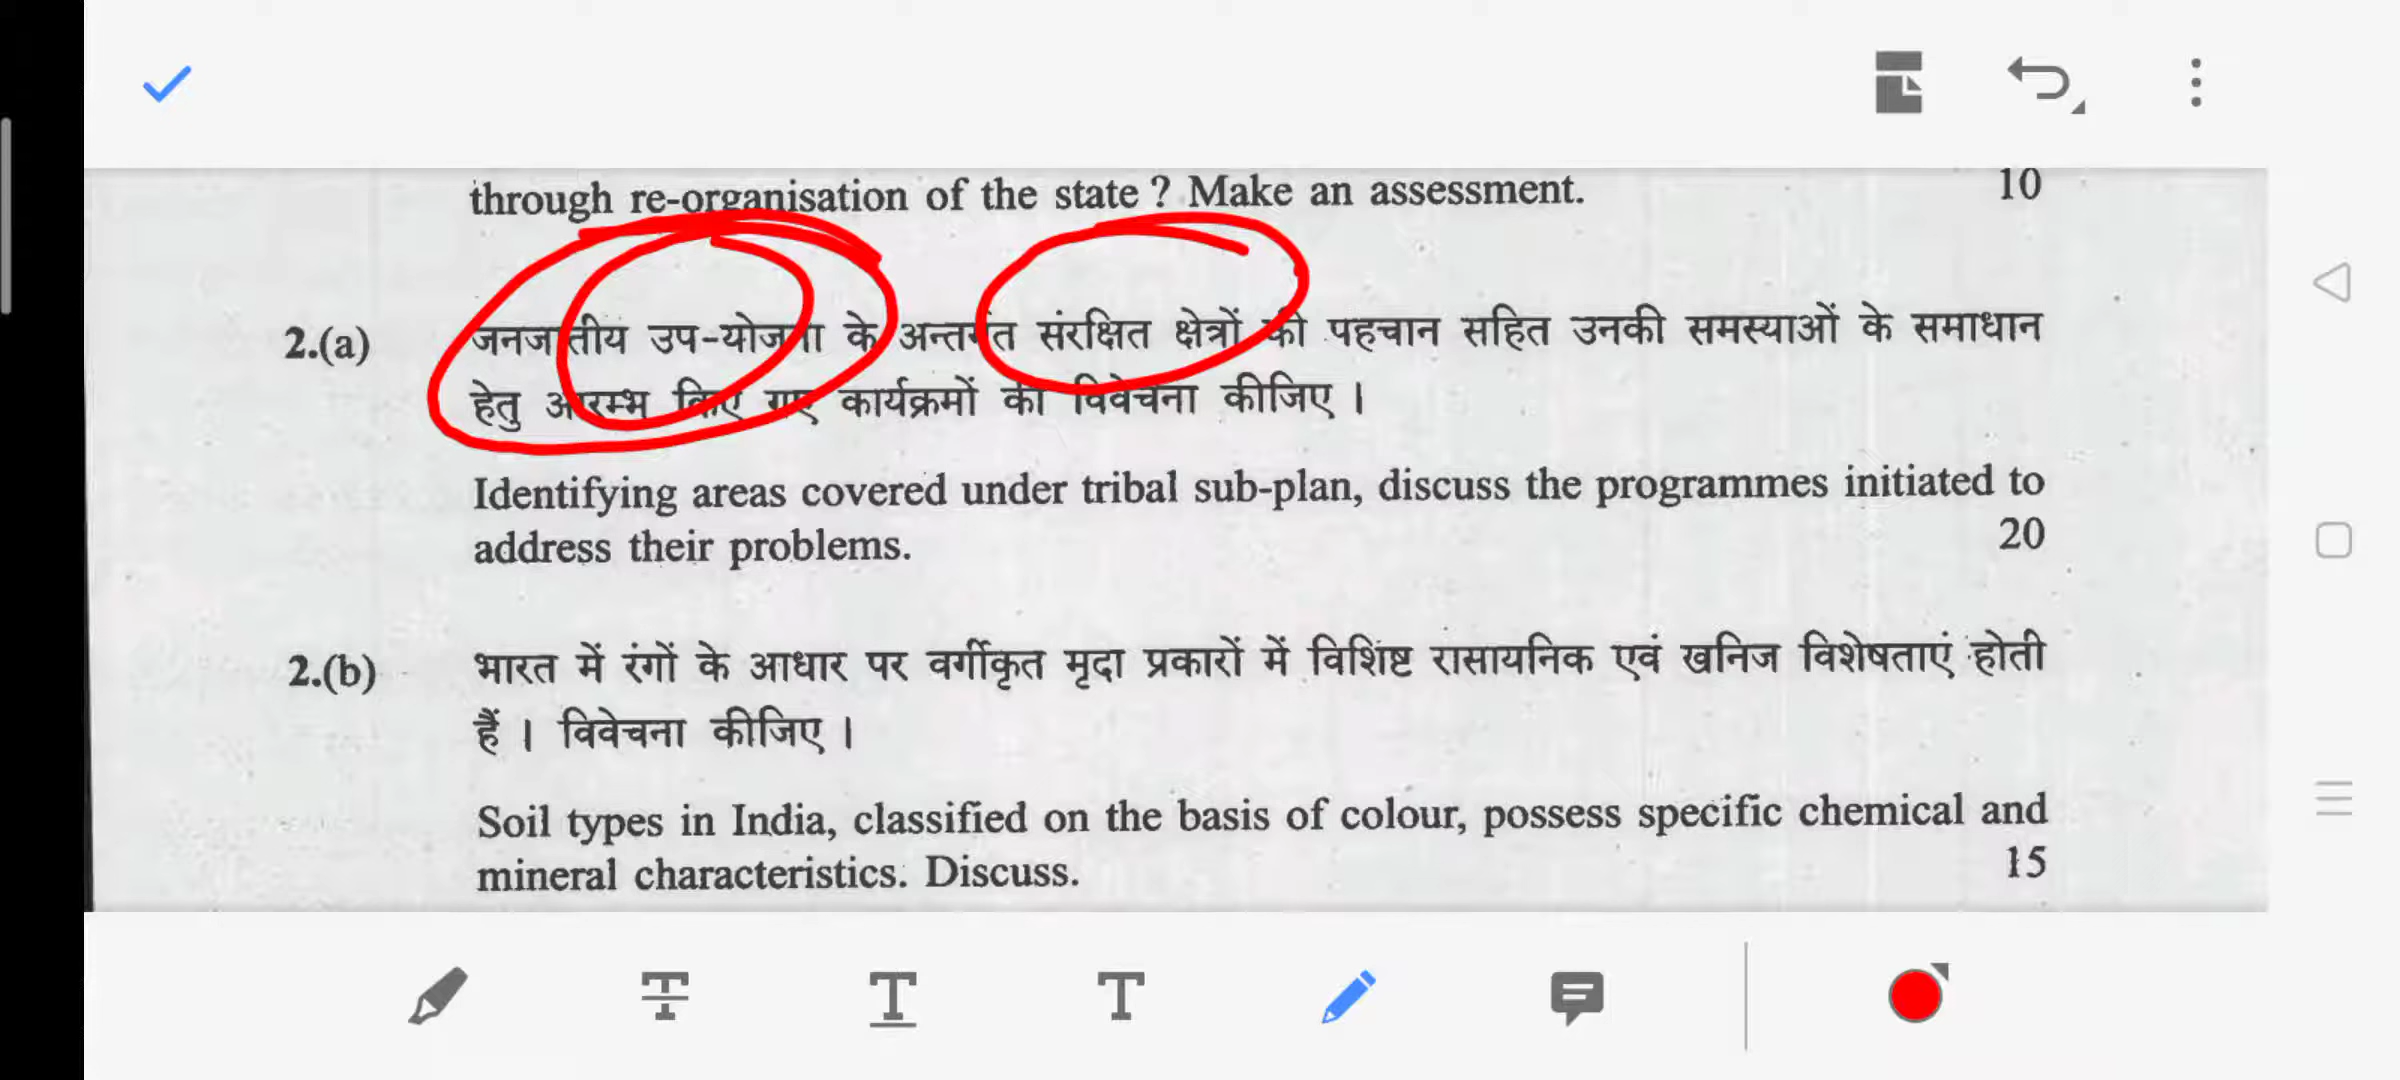 through re-organisation of the state ? Make an assessment. 10
2.(a) जनजातीय उप-योजना के अन्तर्गत संरक्षित क्षेत्रों की पहचान सहित उनकी समस्याओं के समाधान
हेतु आरम्भ किए गए कार्यक्रमों की विवेचना कीजिए ।
Identifying areas covered under tribal sub-plan, discuss the programmes initiated to
address their problems. 20
2.(b) भारत में रंगों के आधार पर वर्गीकृत मृदा प्रकारों में विशिष्ट रासायनिक एवं खनिज विशेषताएं होती
हैं । विवेचना कीजिए ।
Soil types in India, classified on the basis of colour, possess specific chemical and
mineral characteristics. Discuss. 15
T T T